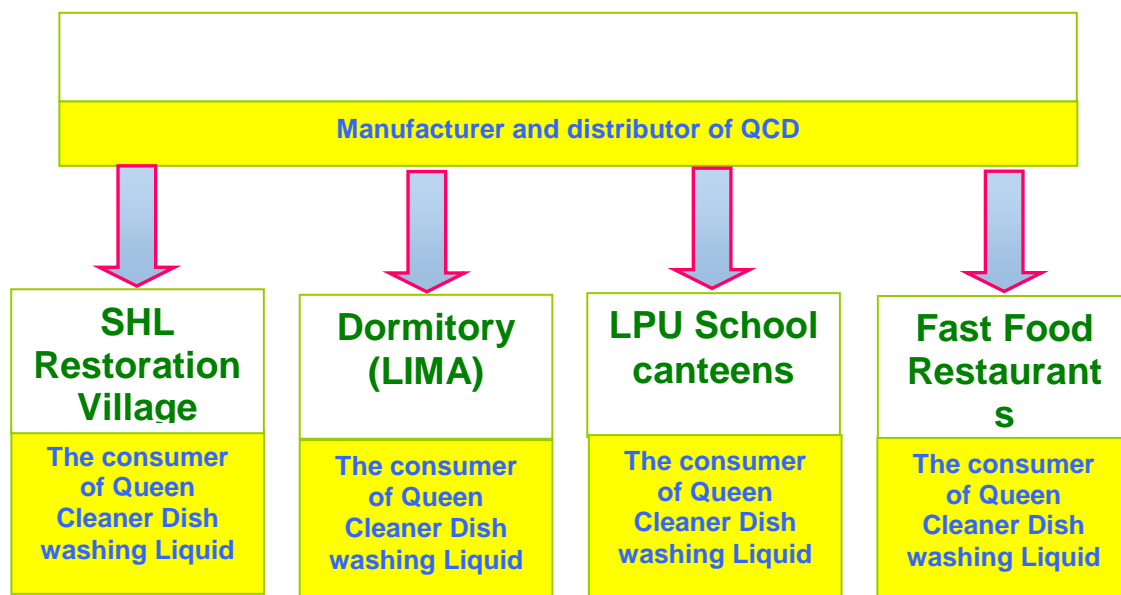 Manufacturer and distributor of QCD
SHL
Restoration
Village
The consumer
of Queen
Cleaner Dish
washing Liquid
Dormitory
(LIMA)
The consumer
of Queen
Cleaner Dish
washing Liquid
LPU School
canteens
The consumer
of Queen
Cleaner Dish
washing Liquid
Fast Food
Restaurant
s
The consumer
of Queen
Cleaner Dish
washing Liquid